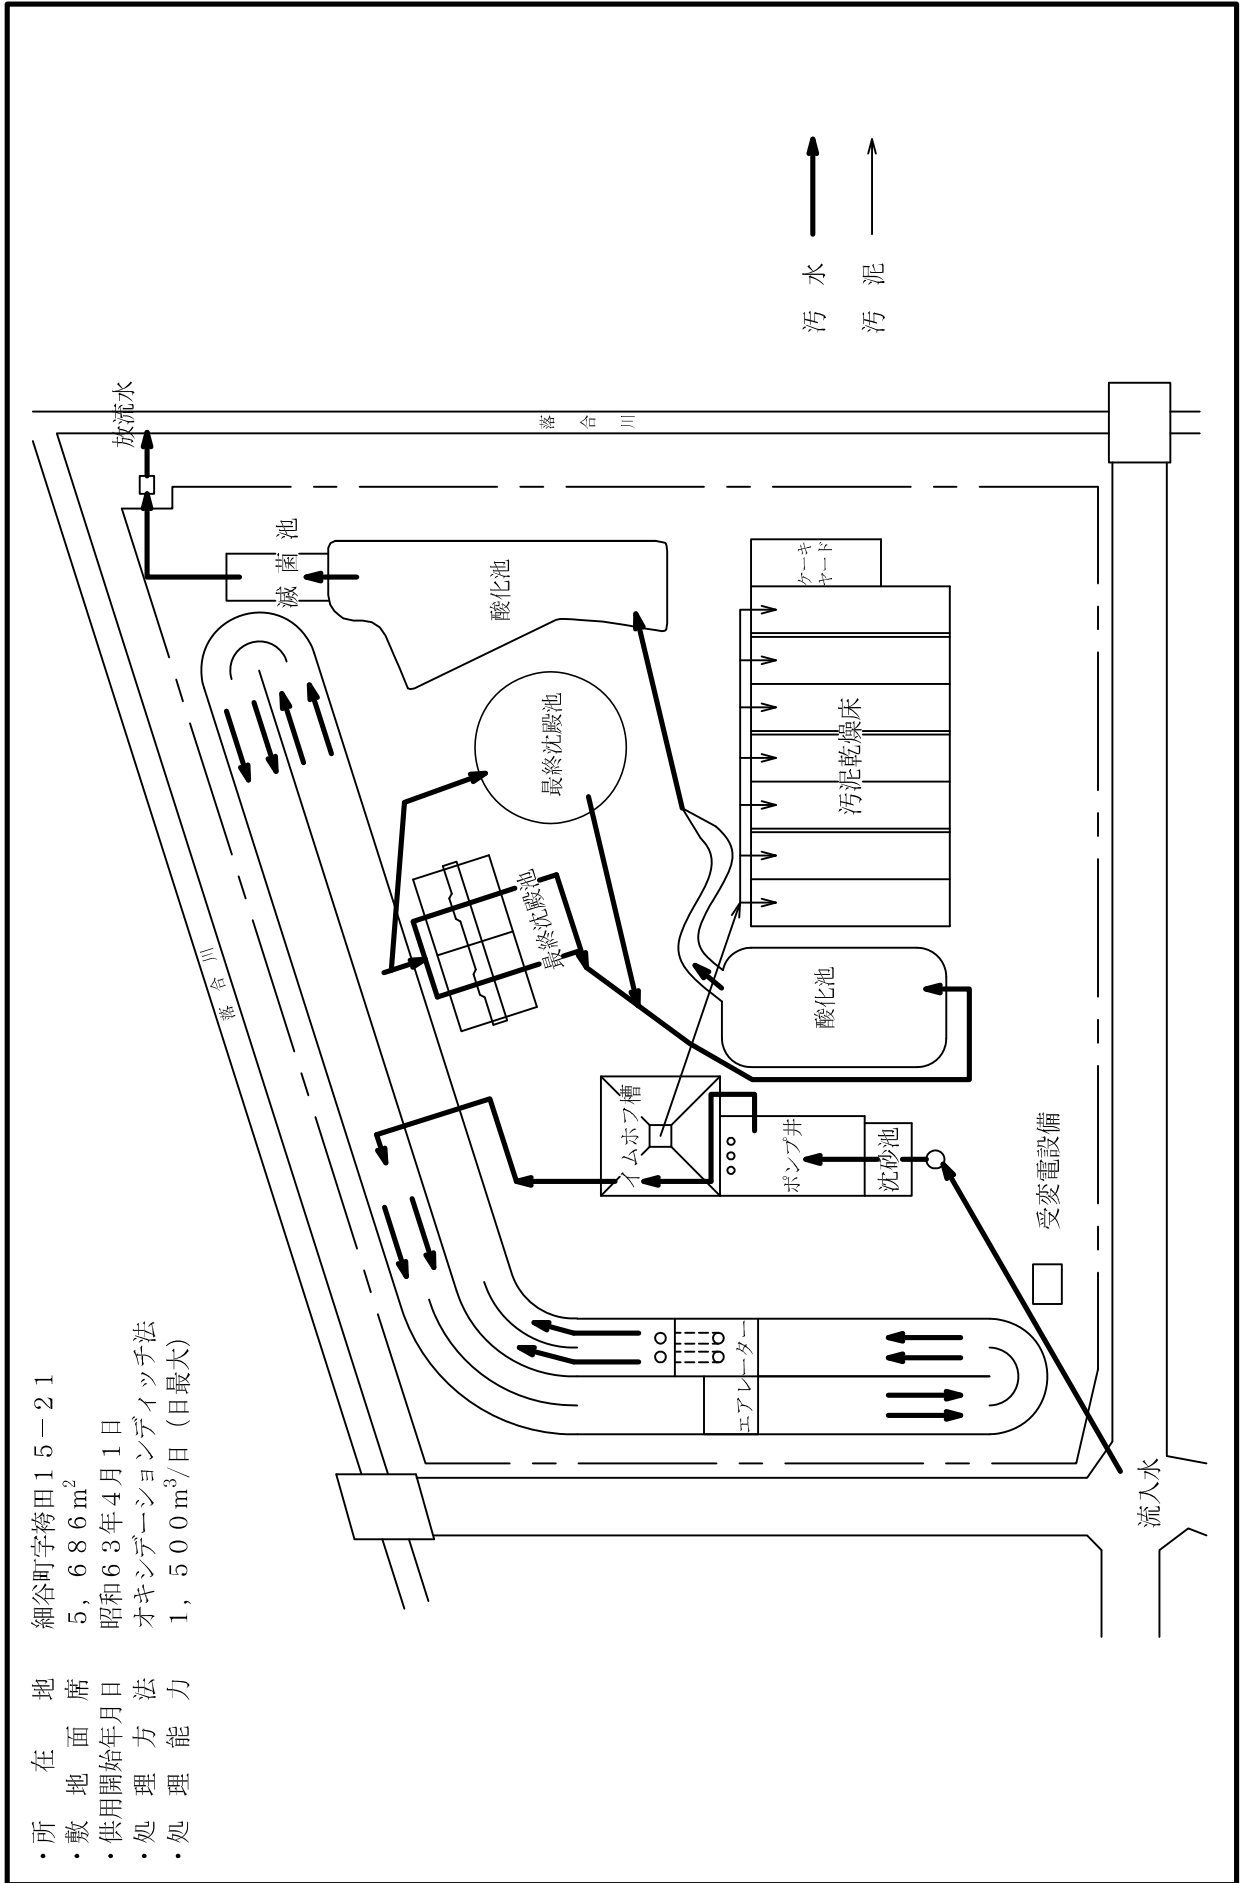 ・所在地 細谷町字袴田15-21
・敷地面席 5，686m²
・供用開始年月日 昭和63年4月1日
・処理方法 オキシデーションディッチ法
・処理能力 1，500m³/日（日最大）
落合川
放流水
落合川
滅菌池
酸化池
最終沈殿池
最終沈殿池
ケーキ
ヤード
汚泥乾燥床
酸化池
イムホフ槽
ポンプ井
沈砂池
受変電設備
エアレーター
流入水
汚水
汚泥